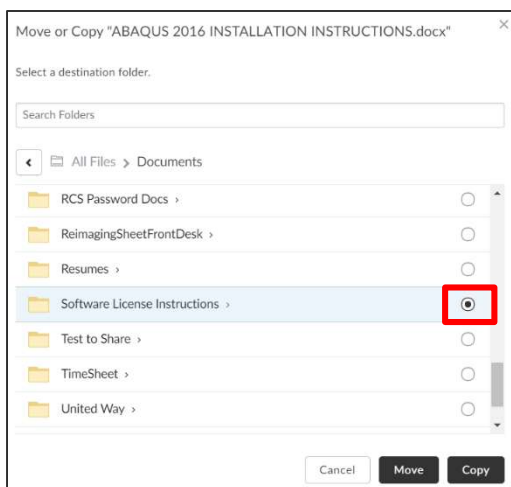 Move or Copy "ABAQUS 2016 INSTALLATION INSTRUCTIONS.docx"
Select a destination folder.
Search Folders
All Files > Documents
RCS Password Docs ›
ReimagingSheetFrontDesk ›
Resumes ›
Software License Instructions ›
Test to Share ›
TimeSheet ›
United Way ›
Cancel Move Copy